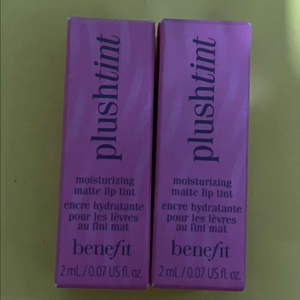 plushtint
moisturizing
matte lip tint
encre hydratante
pour les lèvres
au fini mat
benefit
2 mL / 0.07 US fl. oz.
plushtint
moisturizing
matte lip tint
encre hydratante
pour les lèvres
au fini mat
benefit
2 mL / 0.07 US fl. oz.